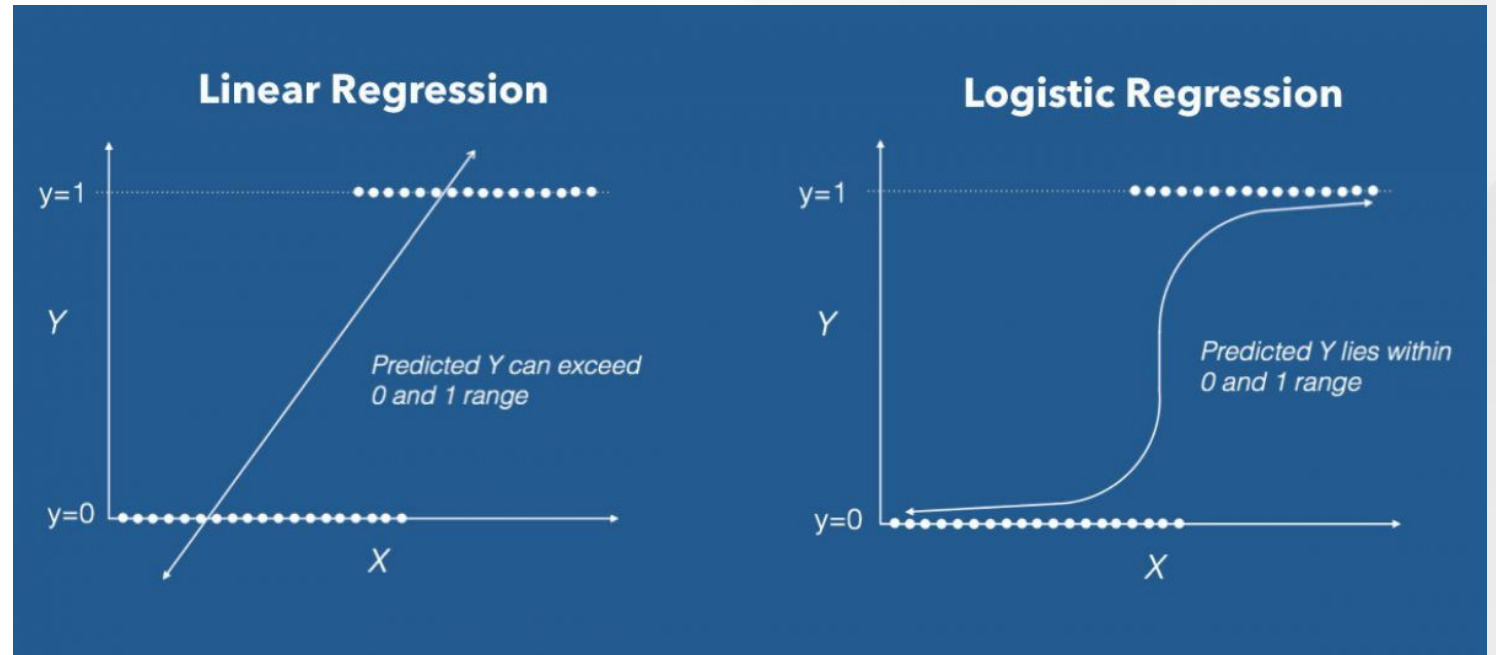 Linear Regression
y=1
Y
Predicted Y can exceed
0 and 1 range
y=0
X
Logistic Regression
y=1
Y
Predicted Y lies within
0 and 1 range
y=0
X